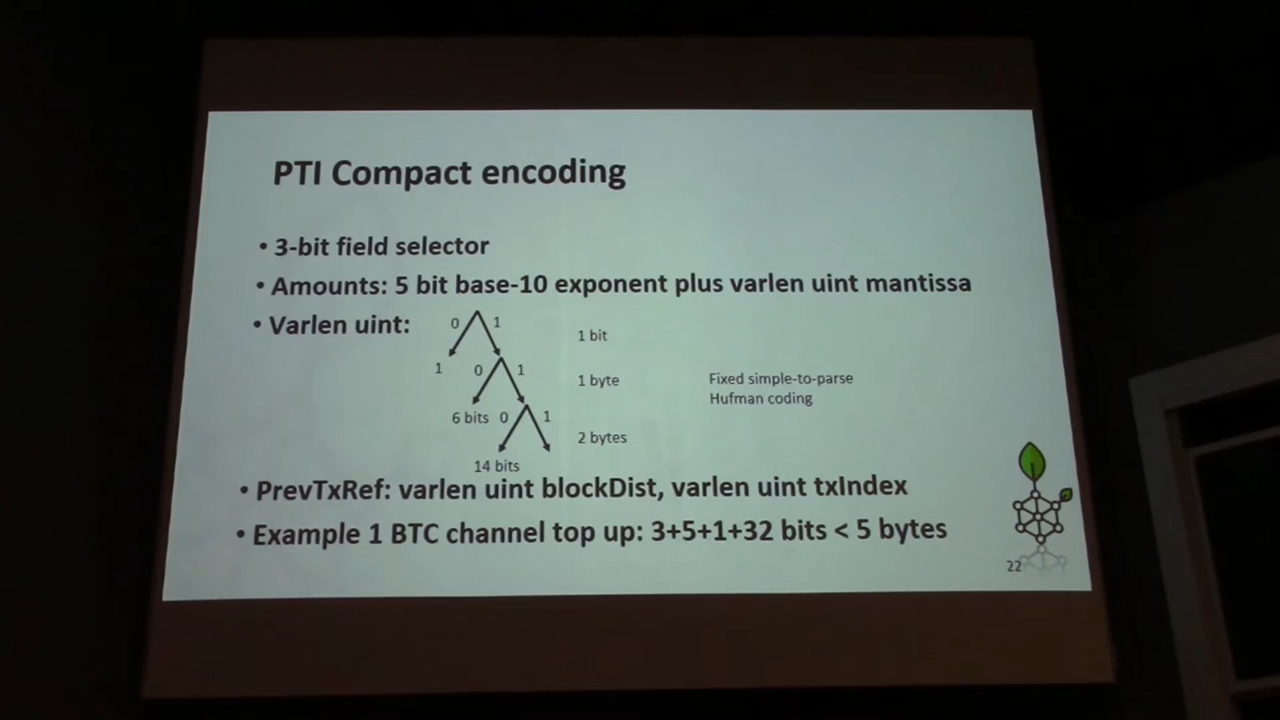 PTI Compact encoding
• 3-bit field selector
• Amounts: 5 bit base-10 exponent plus varlen uint mantissa
• Varlen uint:
0 1
1 bit
1 0 1
1 byte
Fixed simple-to-parse
Hufman coding
6 bits 0 1
2 bytes
14 bits
• PrevTxRef: varlen uint blockDist, varlen uint txIndex
• Example 1 BTC channel top up: 3+5+1+32 bits < 5 bytes
22